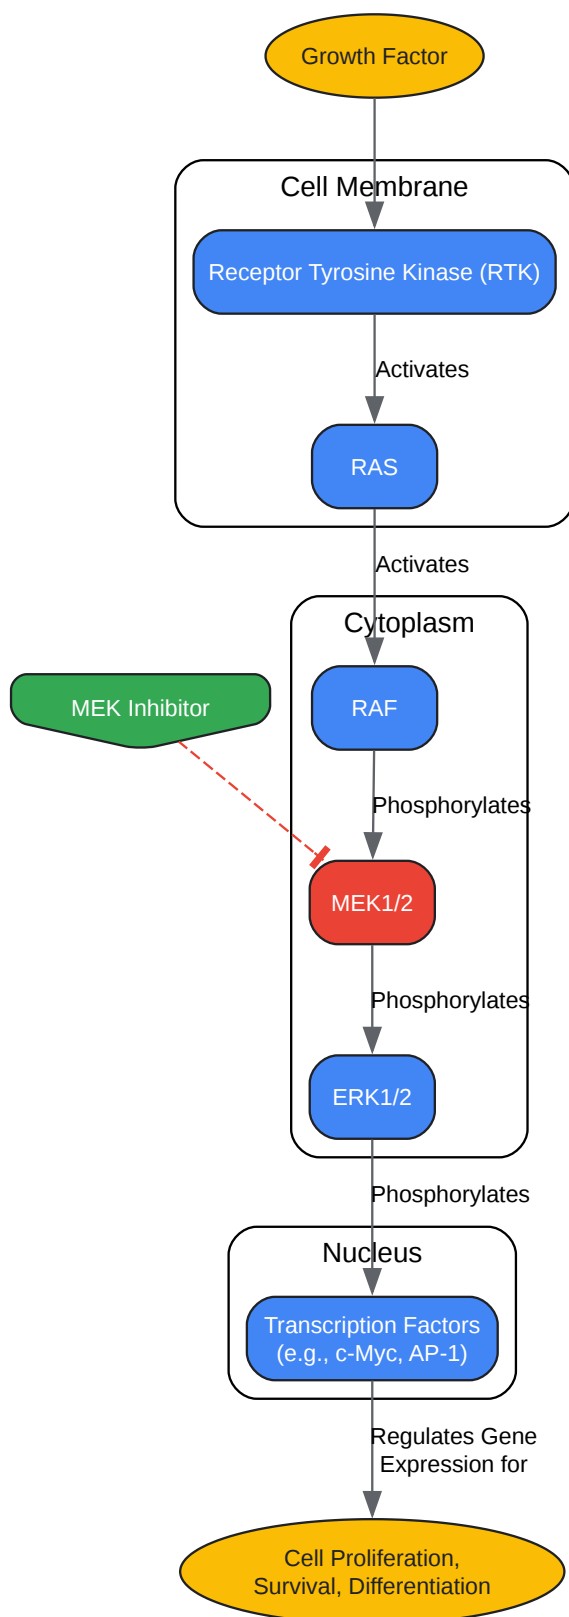 Growth Factor
Cell Membrane
Receptor Tyrosine Kinase (RTK)
Activates
RAS
Activates
Cytoplasm
MEK Inhibitor
RAF
Phosphorylates
MEK1/2
Phosphorylates
ERK1/2
Phosphorylates
Nucleus
Transcription Factors
(e.g., c-Myc, AP-1)
Regulates Gene
Expression for
Cell Proliferation,
Survival, Differentiation